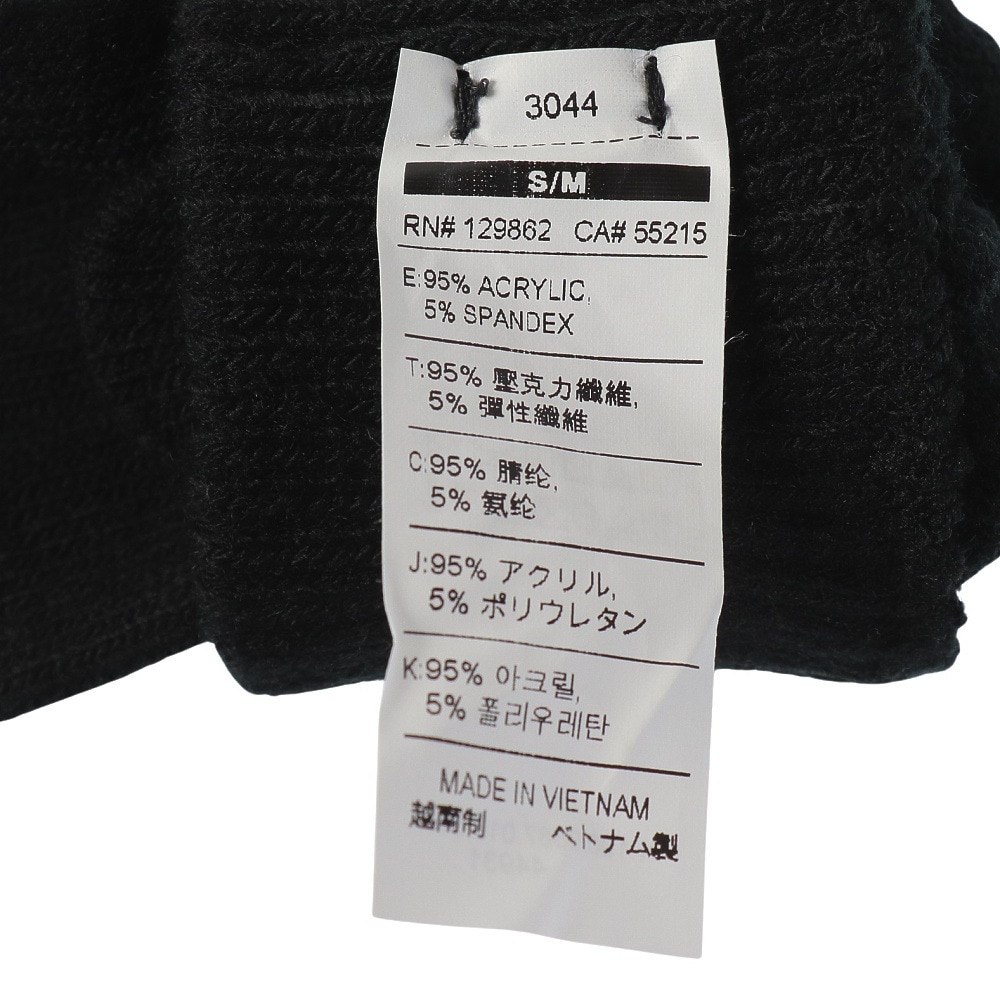 3044
S/M
RN# 129862 CA# 55215
E:95% ACRYLIC,
5% SPANDEX
T:95% 壓克力纖維,
5% 彈性纖維
C:95% 腈纶,
5% 氨纶
J:95% アクリル,
5% ポリウレタン
K:95% 아크릴,
5% 폴리우레탄
MADE IN VIETNAM
越南制 ベトナム製